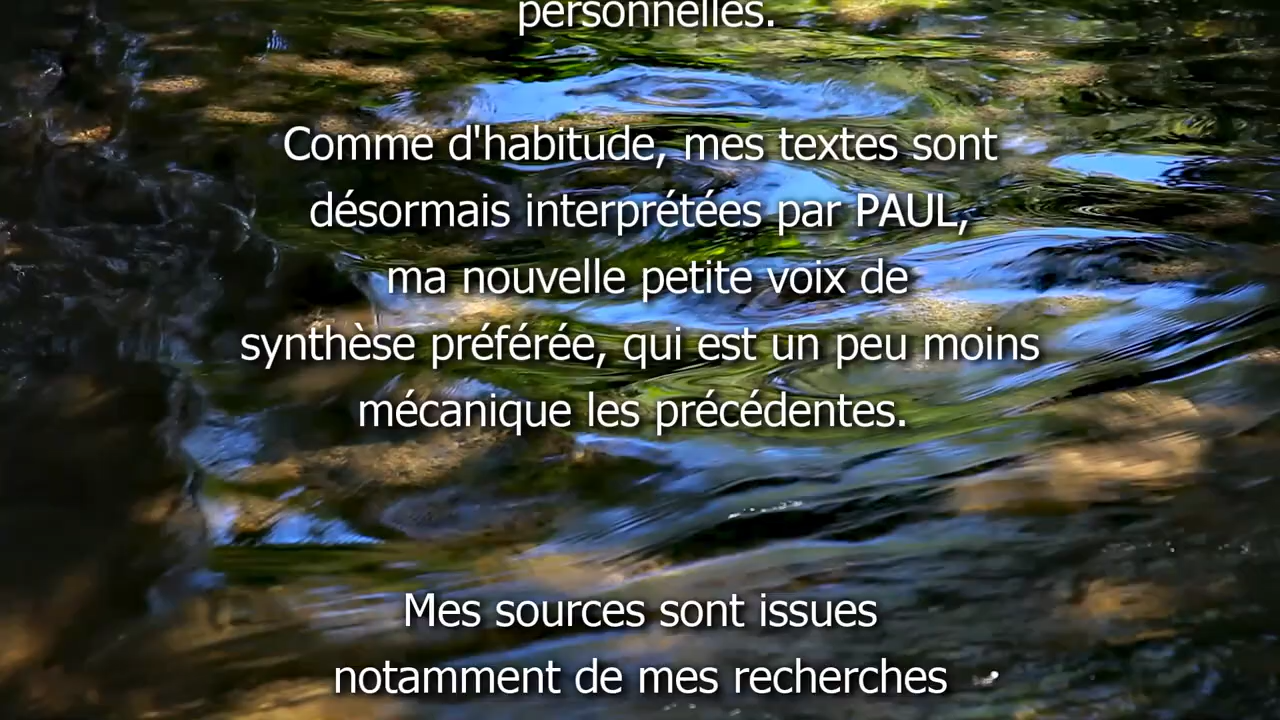 personnelles.
Comme d'habitude, mes textes sont
désormais interprétées par PAUL,
ma nouvelle petite voix de
synthèse préférée, qui est un peu moins
mécanique les précédentes.
Mes sources sont issues
notamment de mes recherches